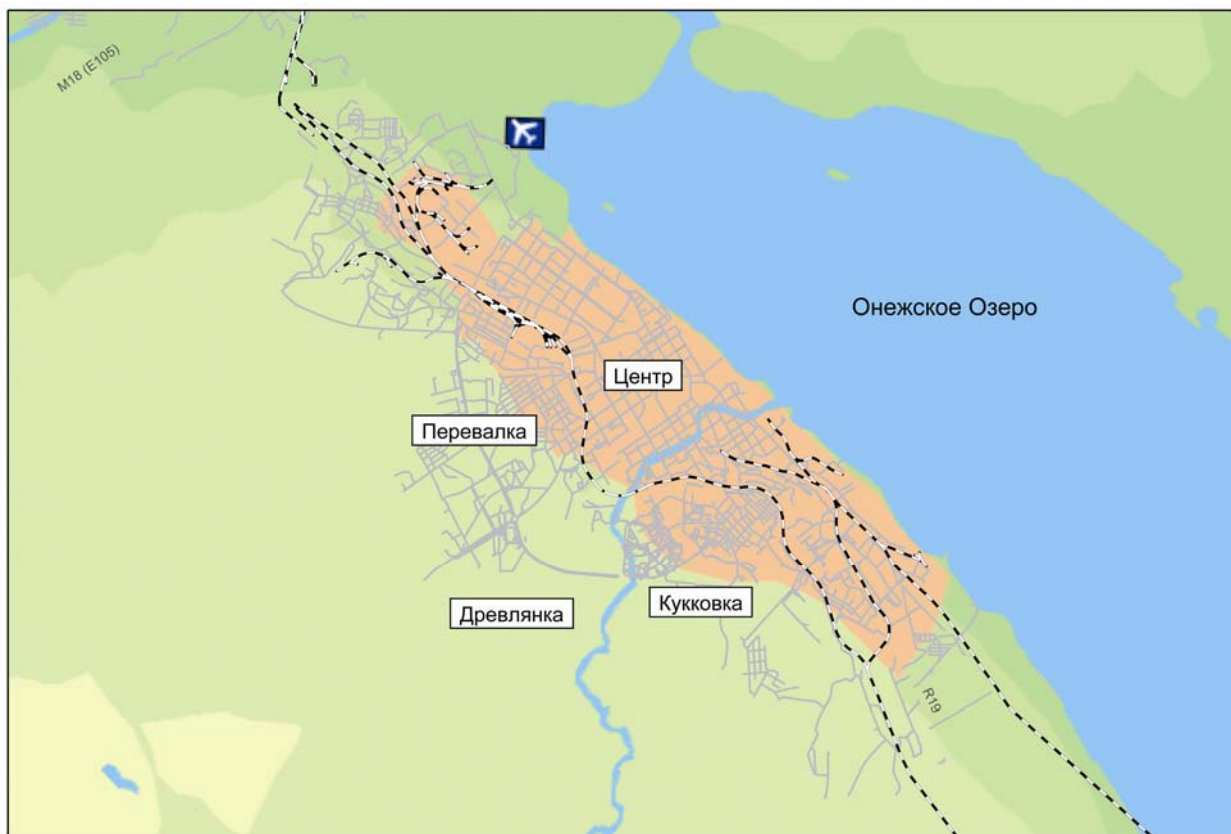 M18 (E105)
Онежское Озеро
Центр
Перевалка
Кукковка
Древлянка
R19